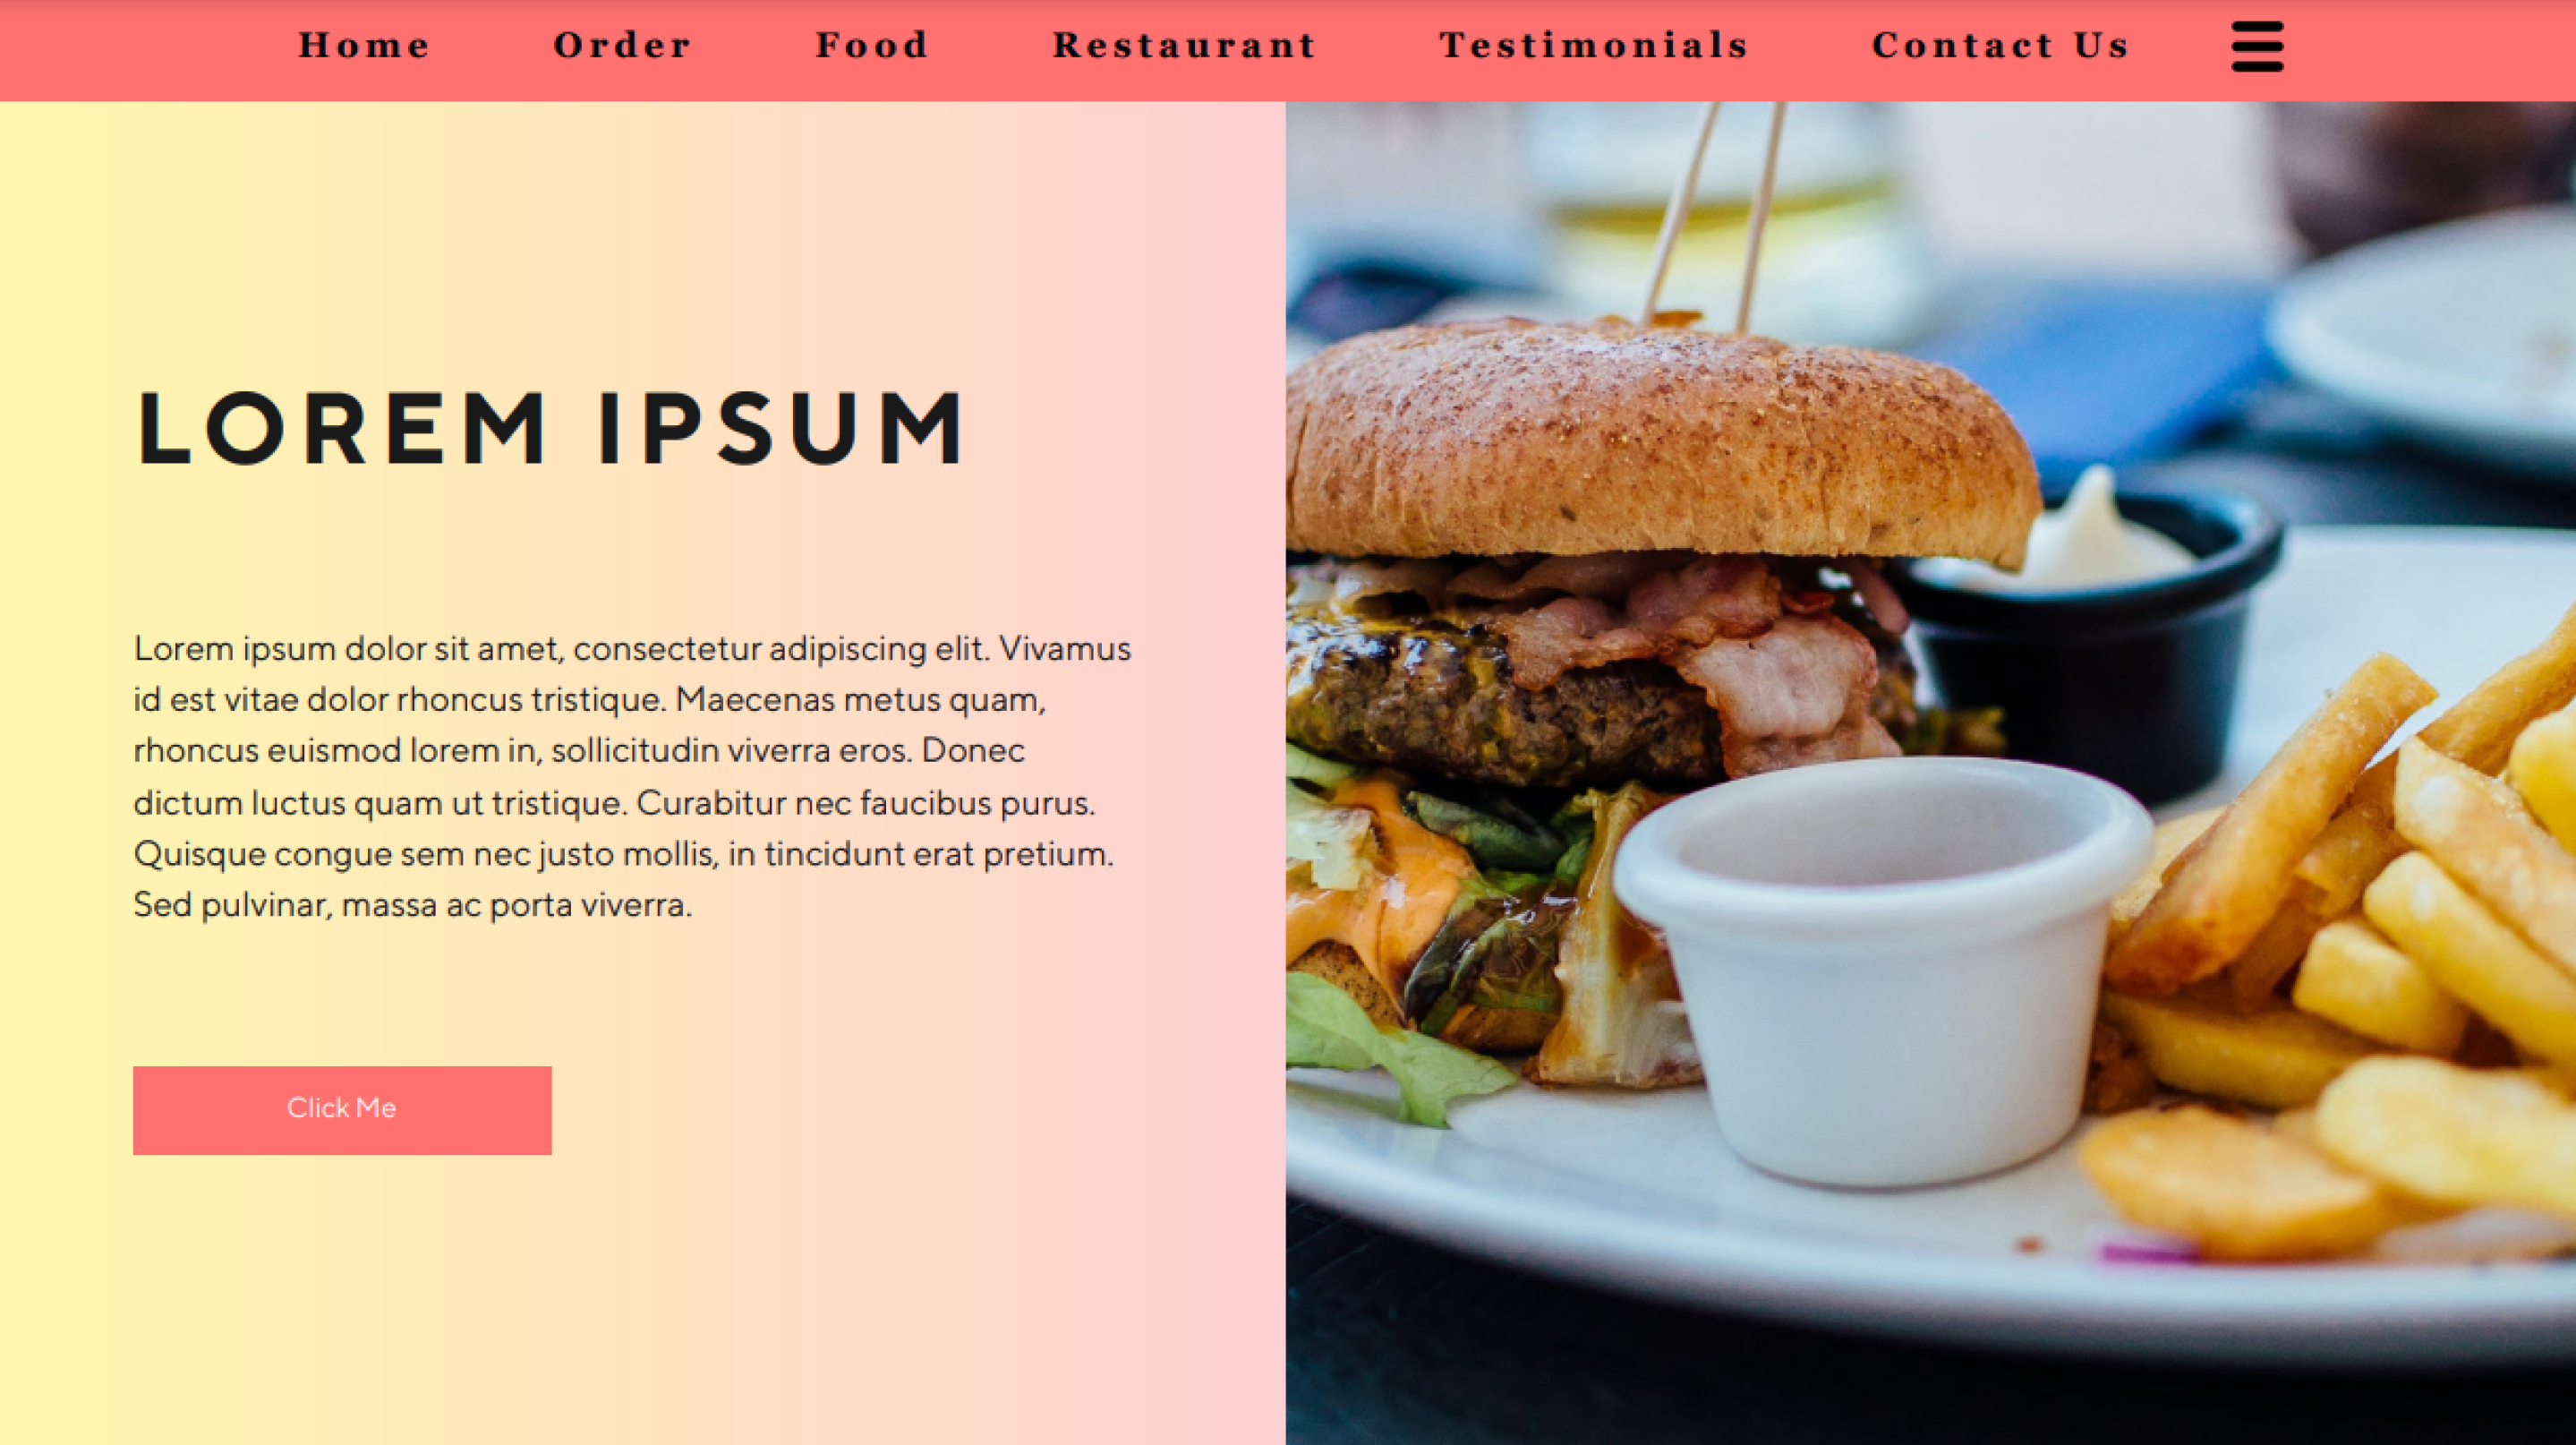 Home Order Food Restaurant Testimonials Contact Us
LOREM IPSUM
Lorem ipsum dolor sit amet, consectetur adipiscing elit. Vivamus
id est vitae dolor rhoncus tristique. Maecenas metus quam,
rhoncus euismod lorem in, sollicitudin viverra eros. Donec
dictum luctus quam ut tristique. Curabitur nec faucibus purus.
Quisque congue sem nec justo mollis, in tincidunt erat pretium.
Sed pulvinar, massa ac porta viverra.
Click Me